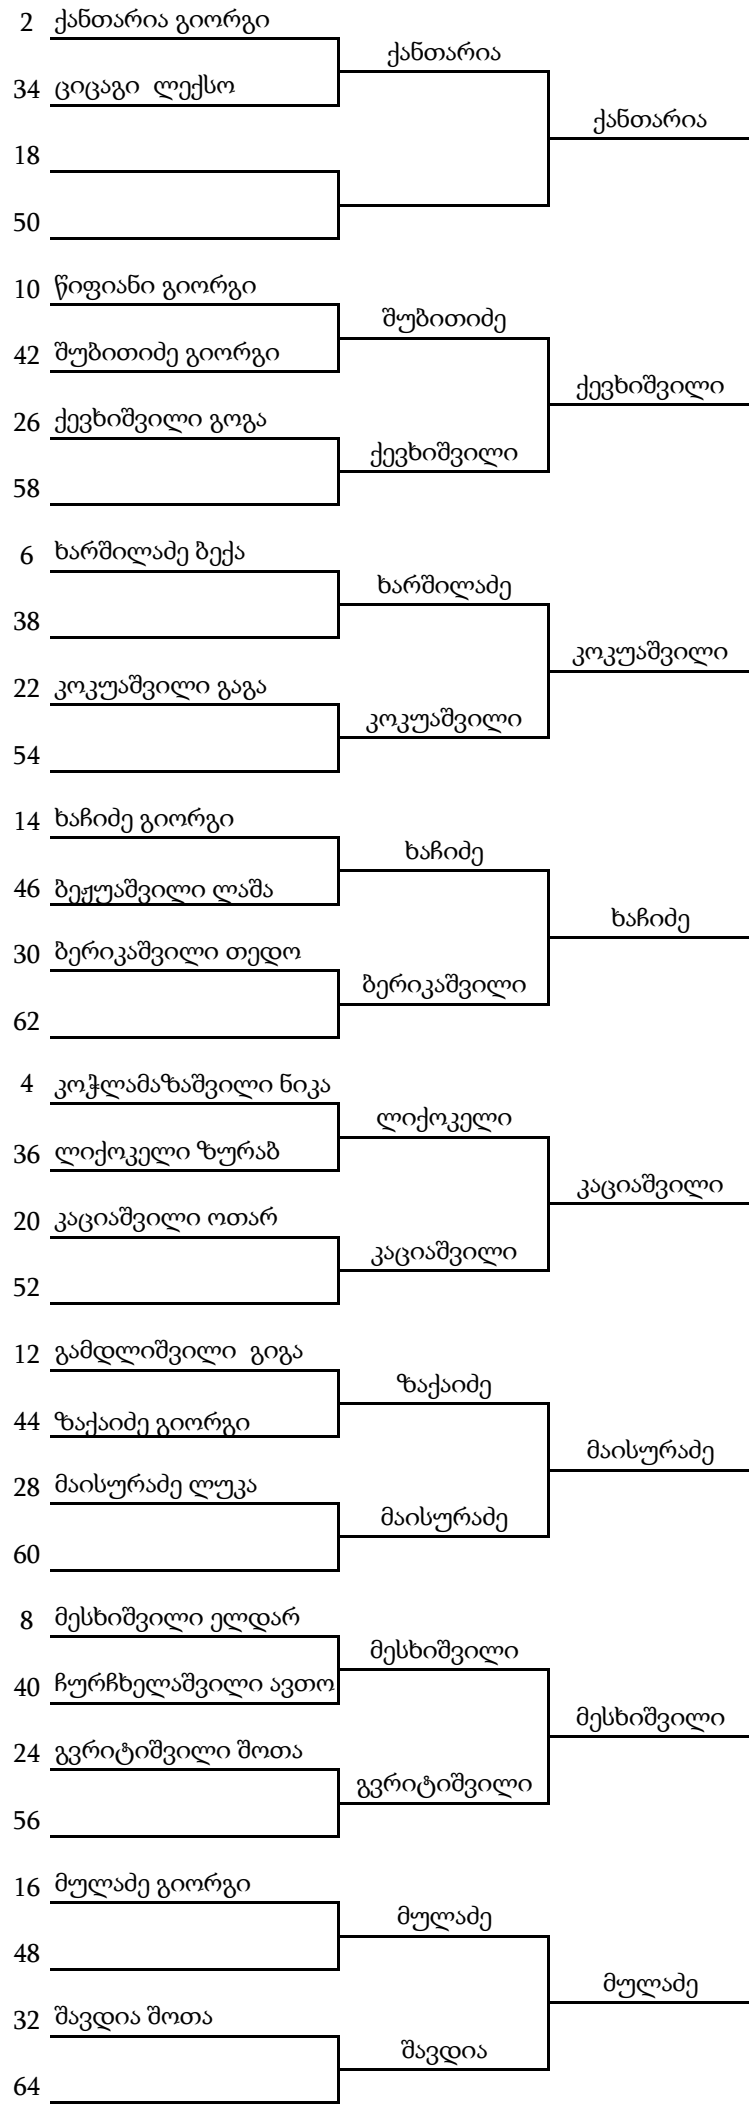 2 ქანთარია გიორგი
ქანთარია
34 ციცაგი ლექსო
ქანთარია
18
50
10 წიფიანი გიორგი
შუბითიძე
42 შუბითიძე გიორგი
ქევხიშვილი
26 ქევხიშვილი გოგა
ქევხიშვილი
58
6 ხარშილაძე ბექა
ხარშილაძე
38
კოკუაშვილი
22 კოკუაშვილი გაგა
კოკუაშვილი
54
14 ხაჩიძე გიორგი
ხაჩიძე
46 ბეჟუაშვილი ლაშა
ხაჩიძე
30 ბერიკაშვილი თედო
ბერიკაშვილი
62
4 კოჭლამაზაშვილი ნიკა
ლიქოკელი
36 ლიქოკელი ზურაბ
კაციაშვილი
20 კაციაშვილი ოთარ
კაციაშვილი
52
12 გამდლიშვილი გიგა
ზაქაიძე
44 ზაქაიძე გიორგი
მაისურაძე
28 მაისურაძე ლუკა
მაისურაძე
60
8 მესხიშვილი ელდარ
მესხიშვილი
40 ჩურჩხელაშვილი ავთო
მესხიშვილი
24 გვრიტიშვილი შოთა
გვრიტიშვილი
56
16 მულაძე გიორგი
მულაძე
48
მულაძე
32 შავდია შოთა
შავდია
64